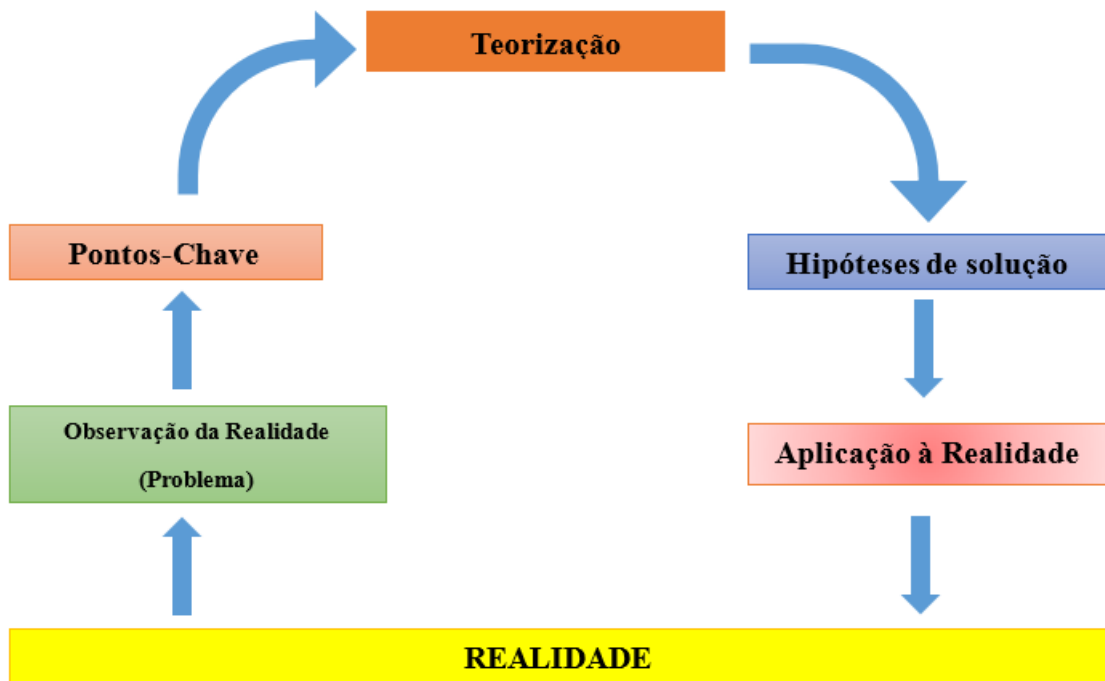 Teorização
Pontos-Chave
Hipóteses de solução
Observação da Realidade
(Problema)
Aplicação à Realidade
REALIDADE